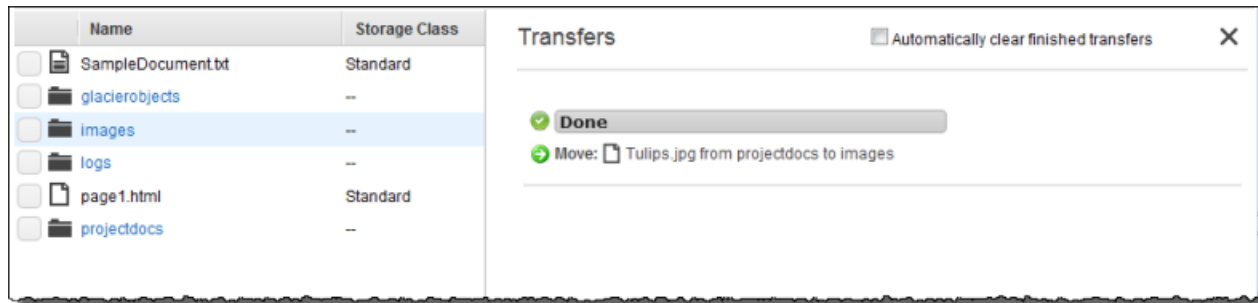 Name Storage Class
SampleDocument.txt Standard
glacierobjects --
images --
logs --
page1.html Standard
projectdocs --
Transfers Automatically clear finished transfers
Done
Move: Tulips.jpg from projectdocs to images